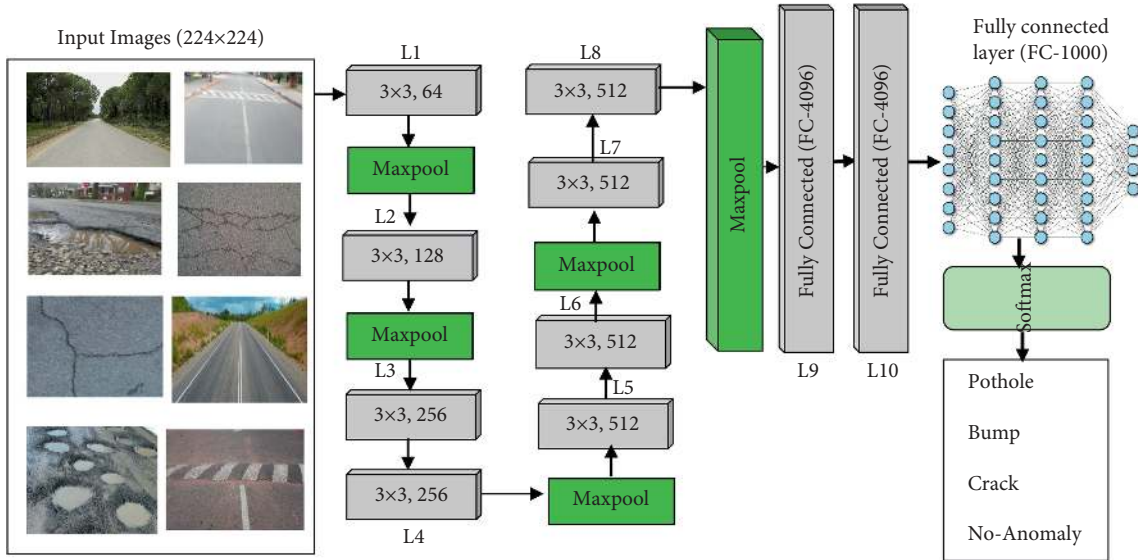 Input Images (224×224)
L1
3×3, 64
Maxpool
L2
3×3, 128
Maxpool
L3
3×3, 256
3×3, 256
L4
Maxpool
L5
3×3, 512
L6
3×3, 512
Maxpool
L7
3×3, 512
L8
3×3, 512
Maxpool
Fully Connected (FC-4096)
L9
Fully Connected (FC-4096)
L10
Fully connected
layer (FC-1000)
Softmax
Pothole
Bump
Crack
No-Anomaly